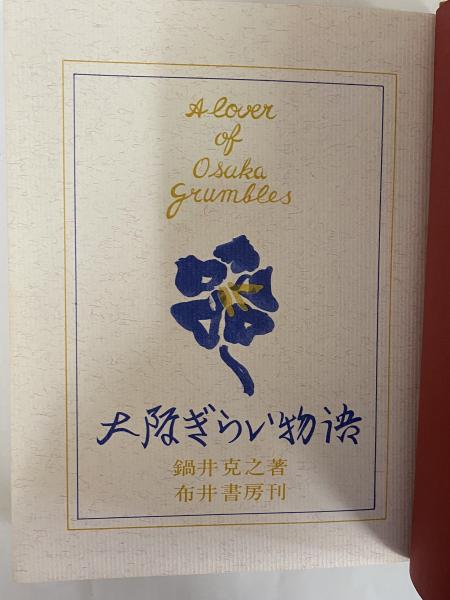 A lover
of
Osaka
grumbles
大阪ぎらい物語
鍋井克之著
布井書房刊